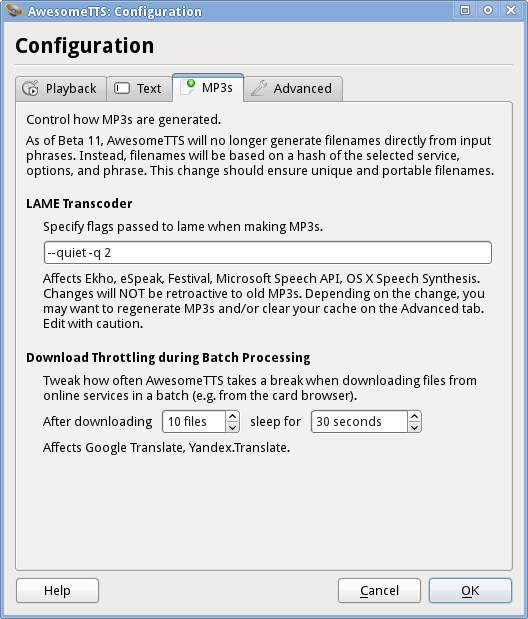 AwesomeTTS: Configuration
Configuration
Playback
Text
MP3s
Advanced
Control how MP3s are generated.
As of Beta 11, AwesomeTTS will no longer generate filenames directly from input
phrases. Instead, filenames will be based on a hash of the selected service,
options, and phrase. This change should ensure unique and portable filenames.
LAME Transcoder
Specify flags passed to lame when making MP3s.
--quiet -q 2
Affects Ekho, eSpeak, Festival, Microsoft Speech API, OS X Speech Synthesis.
Changes will NOT be retroactive to old MP3s. Depending on the change, you
may want to regenerate MP3s and/or clear your cache on the Advanced tab.
Edit with caution.
Download Throttling during Batch Processing
Tweak how often AwesomeTTS takes a break when downloading files from
online services in a batch (e.g. from the card browser).
After downloading 10 files sleep for 30 seconds
Affects Google Translate, Yandex.Translate.
Help
Cancel
OK